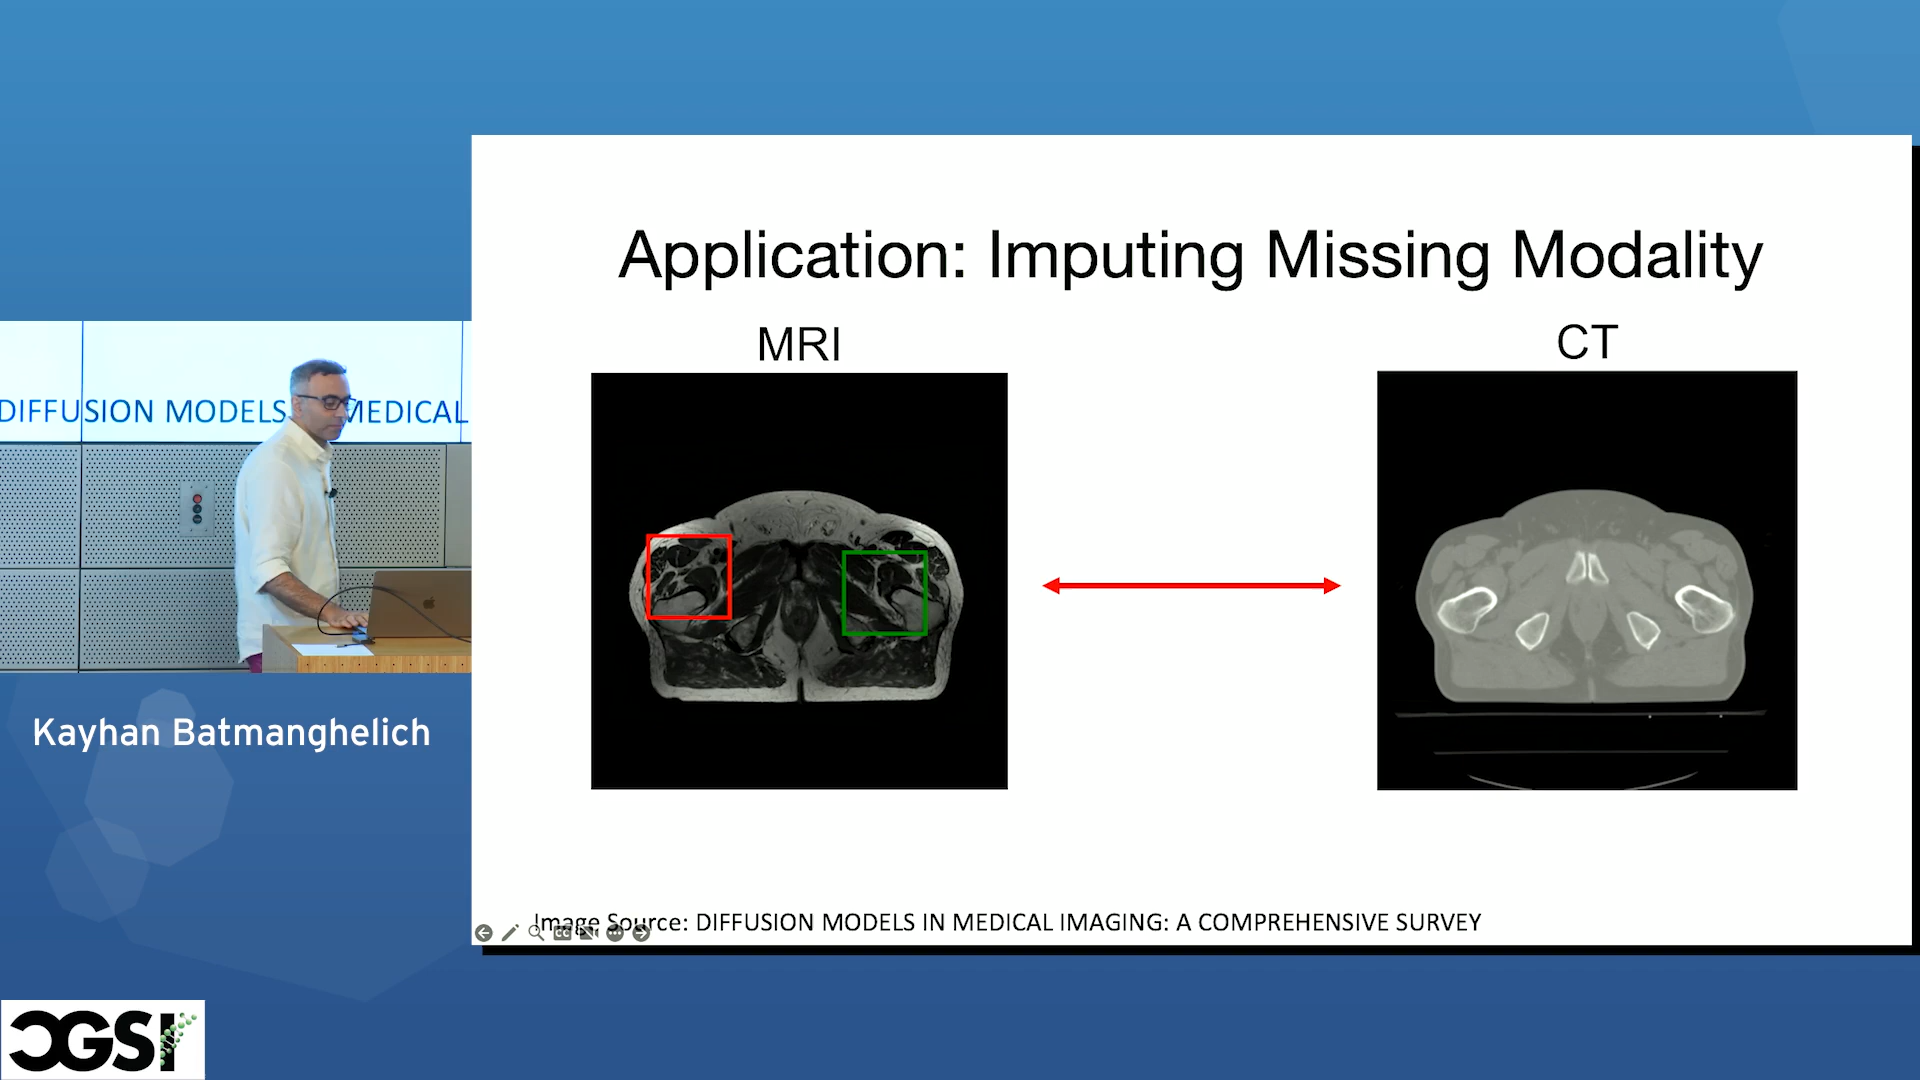 Application: Imputing Missing Modality
MRI
CT
DIFFUSION MODELS MEDICAL
Kayhan Batmanghelich
Image Source: DIFFUSION MODELS IN MEDICAL IMAGING: A COMPREHENSIVE SURVEY
CC
CGSI